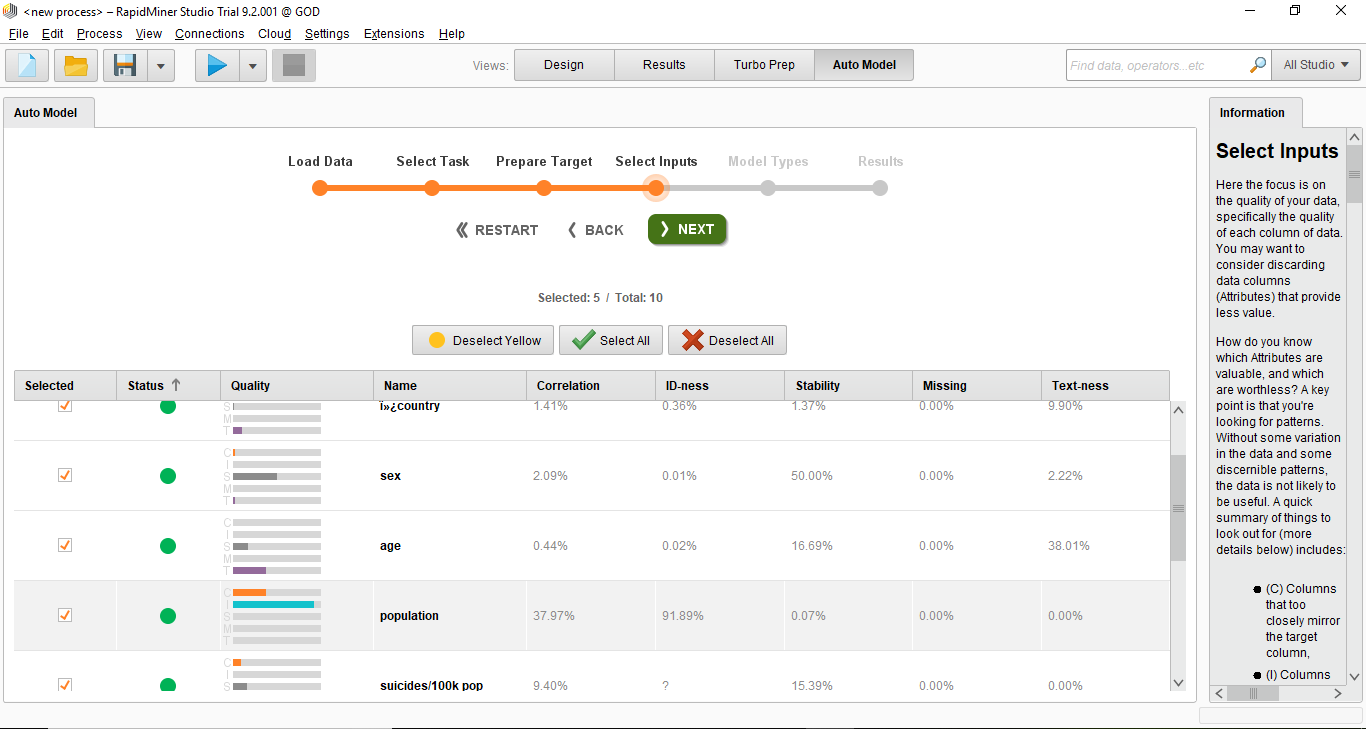 <new process> – RapidMiner Studio Trial 9.2.001 @ GOD
File Edit Process View Connections Cloud Settings Extensions Help
Views: Design Results Turbo Prep Auto Model
Find data, operators...etc All Studio
Auto Model
Load Data Select Task Prepare Target Select Inputs Model Types Results
RESTART BACK NEXT
Selected: 5 / Total: 10
Deselect Yellow Select All Deselect All
Selected Status Quality Name Correlation ID-ness Stability Missing Text-ness
S M T ï»¿country 1.41% 0.36% 1.37% 0.00% 9.90%
C I S M T sex 2.09% 0.01% 50.00% 0.00% 2.22%
C I S M T age 0.44% 0.02% 16.69% 0.00% 38.01%
C I S M T population 37.97% 91.89% 0.07% 0.00% 0.00%
C I S suicides/100k pop 9.40% ? 15.39% 0.00% 0.00%
Information
Select Inputs
Here the focus is on
the quality of your data,
specifically the quality
of each column of data.
You may want to
consider discarding
data columns
(Attributes) that provide
less value.
How do you know
which Attributes are
valuable, and which
are worthless? A key
point is that you're
looking for patterns.
Without some variation
in the data and some
discernible patterns,
the data is not likely to
be useful. A quick
summary of things to
look out for (more
details below) includes:
(C) Columns
that too
closely mirror
the target
column,
(I) Columns